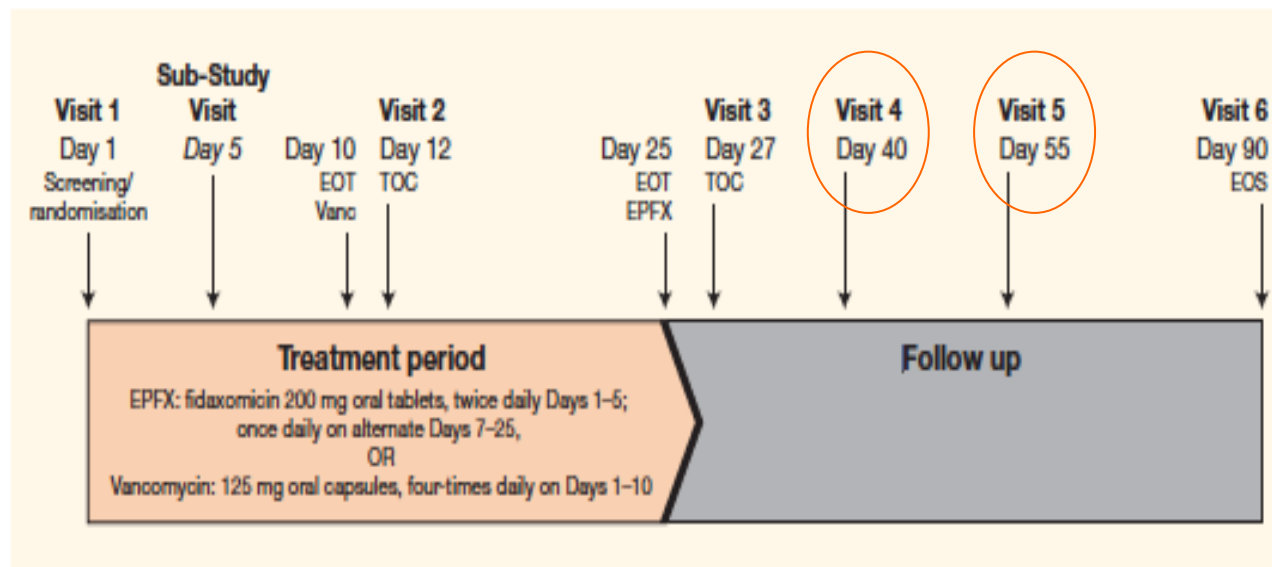 Sub-Study
Visit 1
Visit
Visit 2
Visit 3
Visit 4
Visit 5
Visit 6
Day 1
Day 5
Day 10
Day 12
Day 25
Day 27
Day 40
Day 55
Day 90
Screening/
randomisation
EOT
Vanc
TOC
EOT
EPFX
TOC
EOS
Treatment period
EPFX: fidaxomicin 200 mg oral tablets, twice daily Days 1–5;
once daily on alternate Days 7–25,
OR
Vancomycin: 125 mg oral capsules, four-times daily on Days 1–10
Follow up